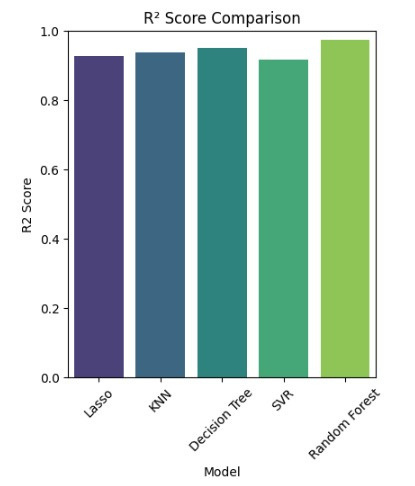 R² Score Comparison
1.0
0.8
0.6
0.4
0.2
0.0
R2 Score
Lasso
KNN
Decision Tree
SVR
Random Forest
Model